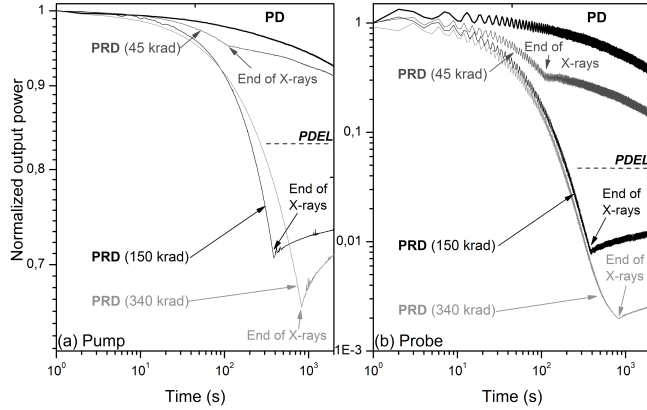 Normalized output power
1
0,9
0,8
0,7
PD
PRD (45 krad)
End of X-rays
PDEL
End of
X-rays
PRD (150 krad)
PRD (340 krad)
End of X-rays
(a) Pump
10^0 10^1 10^2 10^3
Time (s)
1
0,1
0,01
1E-3
PD
End of
X-rays
PRD (45 krad)
PDEL
End of
X-rays
PRD (150 krad)
End of
X-rays
PRD (340 krad)
(b) Probe
10^0 10^1 10^2 10^3
Time (s)